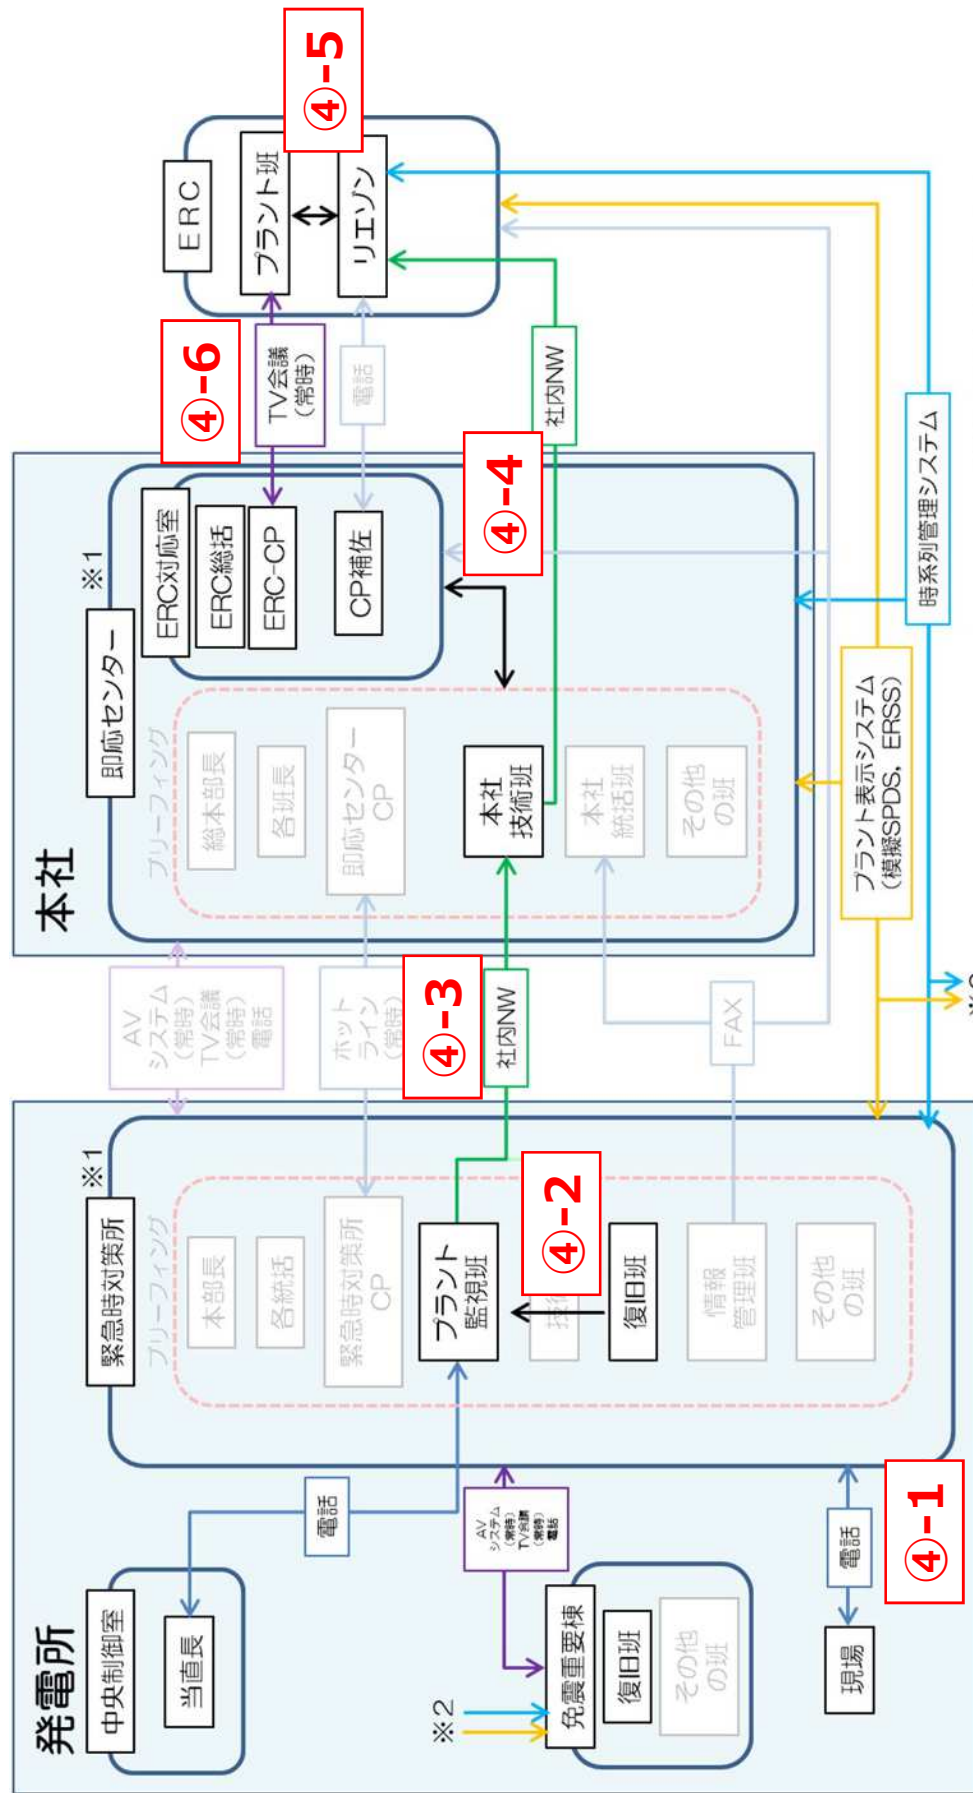 発電所
中央制御室
当直長
電話
※2
免震重要棟
復旧班
その他
の班
AV
システム
(常時)
TV会議
(常時)
電話
現場
電話
④-1
緊急時対策所
※1
ブリーフィング
本部長
各統括
緊急時対策所
CP
プラント
監視班
復旧班
④-2
情報
管理班
その他
の班
AV
システム
(常時)
TV会議
(常時)
電話
ホット
ライン
(常時)
④-3
社内NW
FAX
本社
即応センター
※1
ブリーフィング
総本部長
各班長
即応センター
CP
本社
技術班
本社
統括班
その他
の班
ERC対応室
ERC総括
ERC-CP
CP補佐
④-4
④-6
TV会議
(常時)
電話
社内NW
ERC
プラント班
リエゾン
④-5
プラント表示システム
(模擬SPDS, ERSS)
時系列管理システム